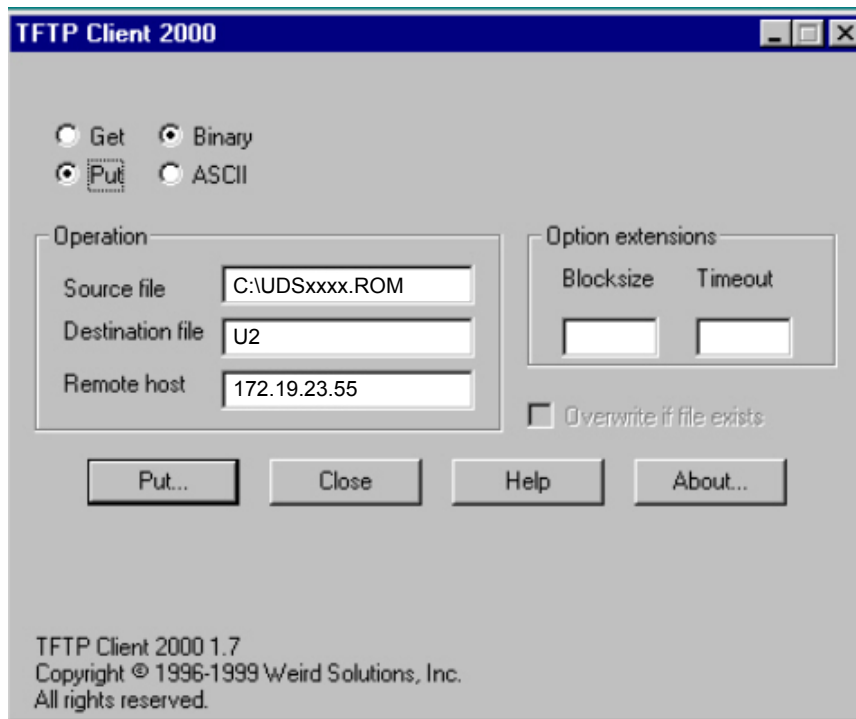 TFTP Client 2000
Get Binary
Put ASCII
Operation
Source file C:\UDSxxxx.ROM
Destination file U2
Remote host 172.19.23.55
Option extensions
Blocksize Timeout
Overwrite if file exists
Put... Close Help About...
TFTP Client 2000 1.7
Copyright © 1996-1999 Weird Solutions, Inc.
All rights reserved.